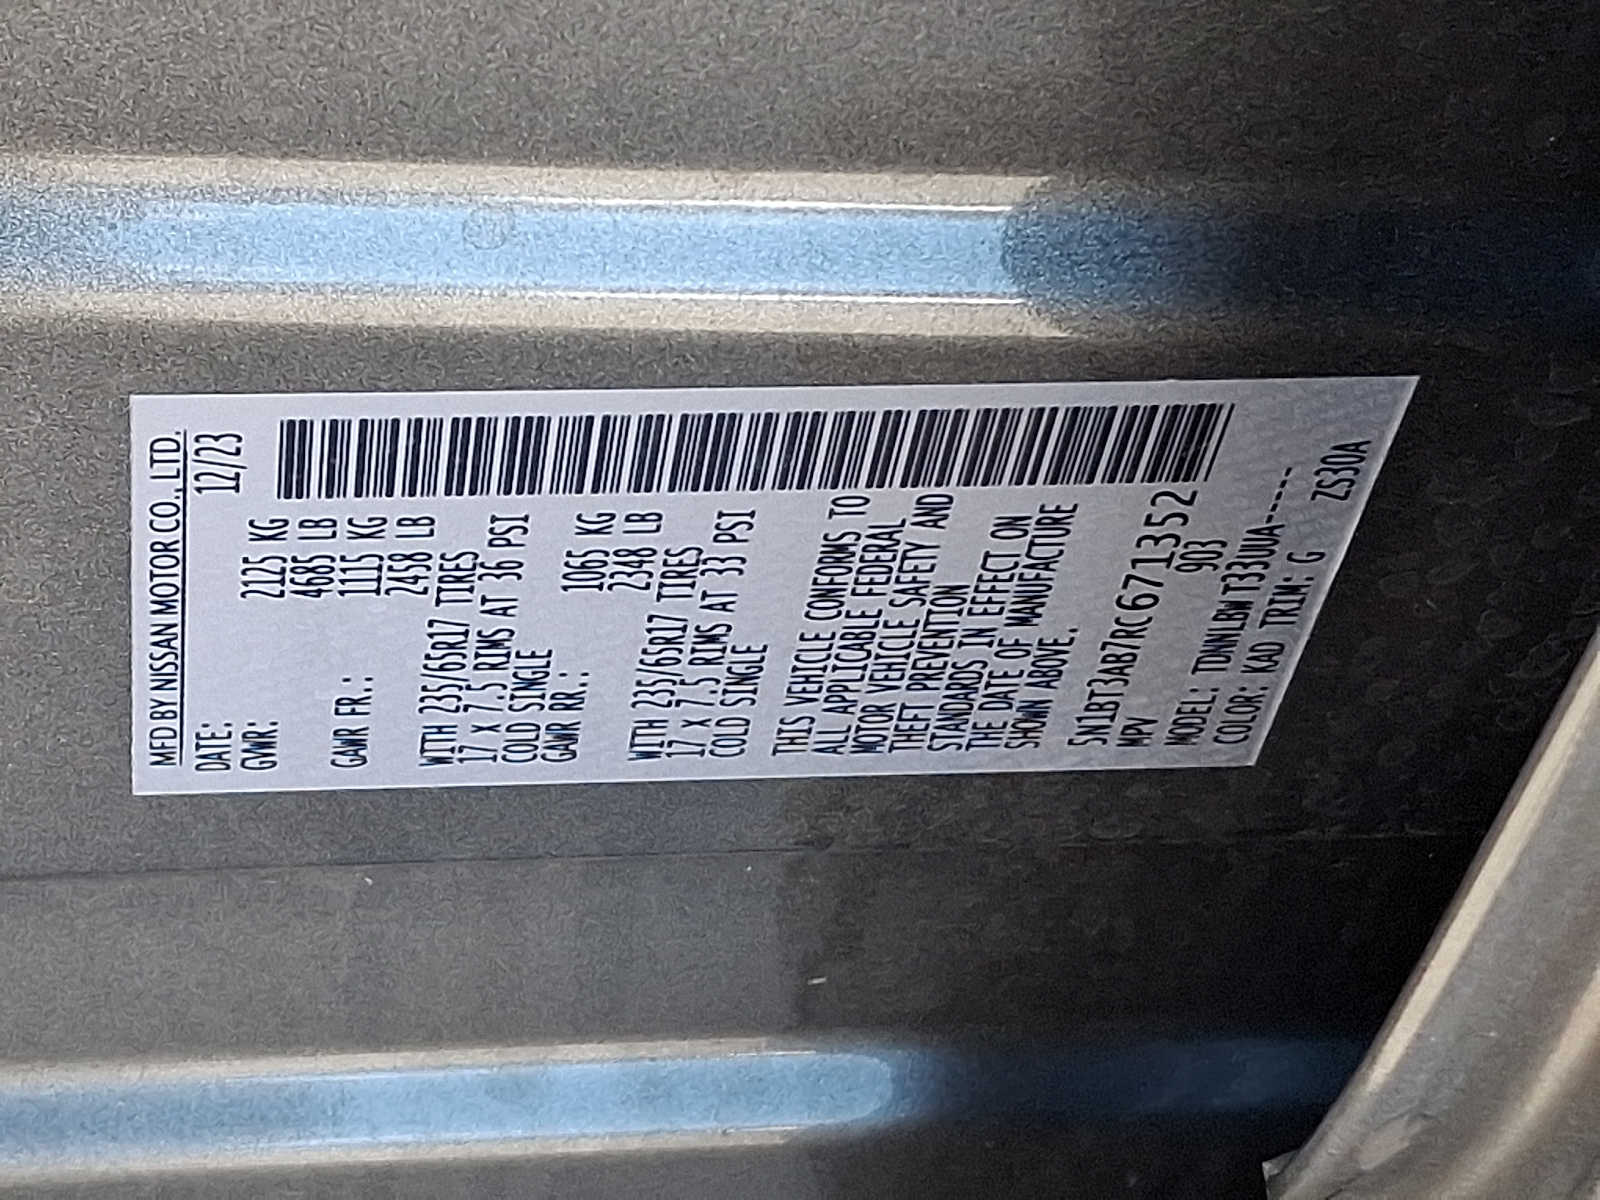 MFD BY NISSAN MOTOR CO., LTD.
DATE: 12/23
GVWR: 2125 KG
4685 LB
GAWR FR.: 1115 KG
2458 LB
WITH 235/65R17 TIRES
17 X 7.5 RIMS AT 36 PSI
COLD SINGLE
GAWR RR.: 1065 KG
2348 LB
WITH 235/65R17 TIRES
17 X 7.5 RIMS AT 33 PSI
COLD SINGLE
THIS VEHICLE CONFORMS TO
ALL APPLICABLE FEDERAL
MOTOR VEHICLE SAFETY AND
THEFT PREVENTION
STANDARDS IN EFFECT ON
THE DATE OF MANUFACTURE
SHOWN ABOVE.
5N1BT3AB7RC671352
MPV 903
MODEL: TDNNLBW T33UUA-----
COLOR: KAD TRIM: G ZS30A